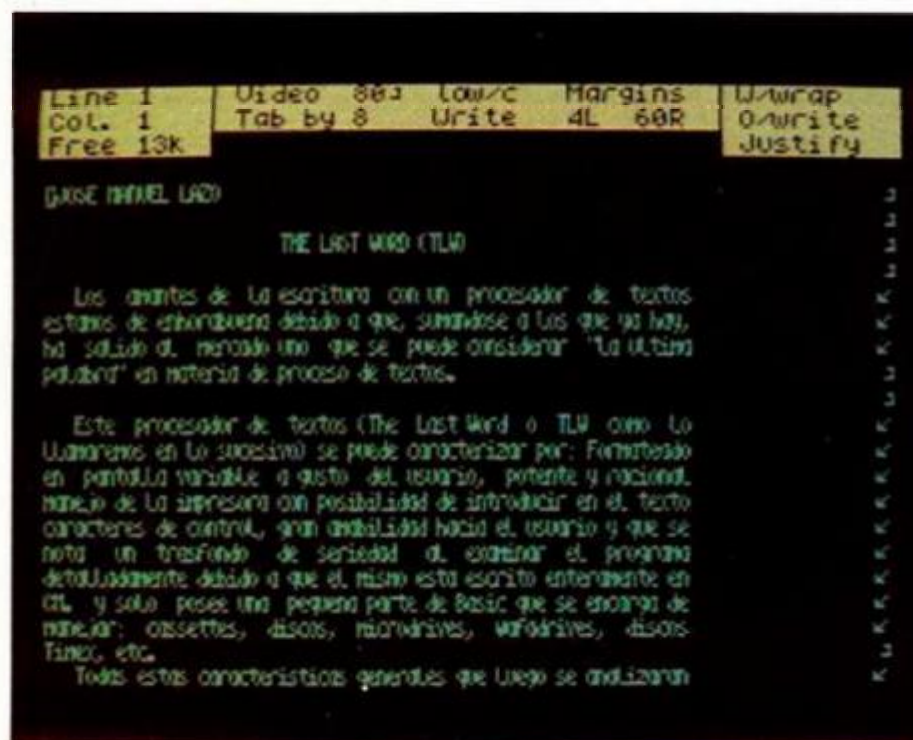 Line 1 Video 80 low/c Margins W/wrap
Col. 1 Tab by 8 Write 4L 60R O/write
Free 13K Justify
JOSE MANUEL LAZO
THE LAST WORD (TLW)
Los amantes de la escritura con un procesador de textos
estamos de enhorabuena debido a que, sumandose a los que ya hay,
ha salido al mercado uno que se puede considerar "la ultima
palabra" en materia de proceso de textos.
Este procesador de textos (The Last Word o TLW como lo
llamaremos en lo sucesivo) se puede caracterizar por: Formateado
en pantalla variable a gusto del usuario, potente y racional
manejo de la impresora con posibilidad de introducir en el texto
caracteres de control, gran amabilidad hacia el usuario y que se
nota un trasfondo de seriedad al examinar el programa
detalladamente debido a que el mismo esta escrito enteramente en
CM y solo posee una pequena parte de Basic que se encarga de
manejar: cassettes, discos, microdrives, wafadrives, discos
Timex, etc.
Todas estas caracteristicas generales que luego se analizaran